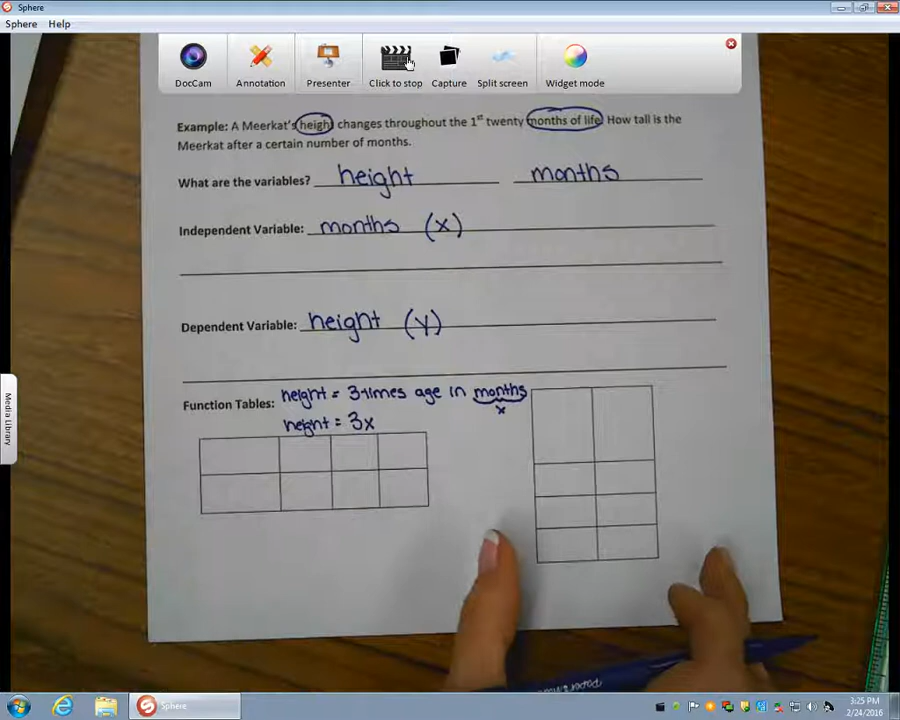 Sphere
Sphere Help
DocCam Annotation Presenter Click to stop Capture Split screen Widget mode
Example: A Meerkat's heigh changes throughout the 1st twenty months of life. How tall is the
Meerkat after a certain number of months.
What are the variables? height months
Independent Variable: months (x)
Dependent Variable: height (y)
Function Tables: height = 3 times age in months
x
height = 3x
Media Library
Sphere
3:25 PM
2/24/2016